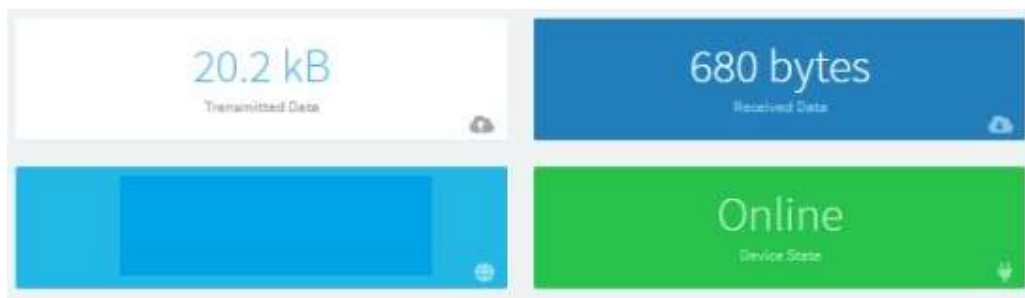 20.2 kB
Transmitted Data
680 bytes
Received Data
Online
Device State